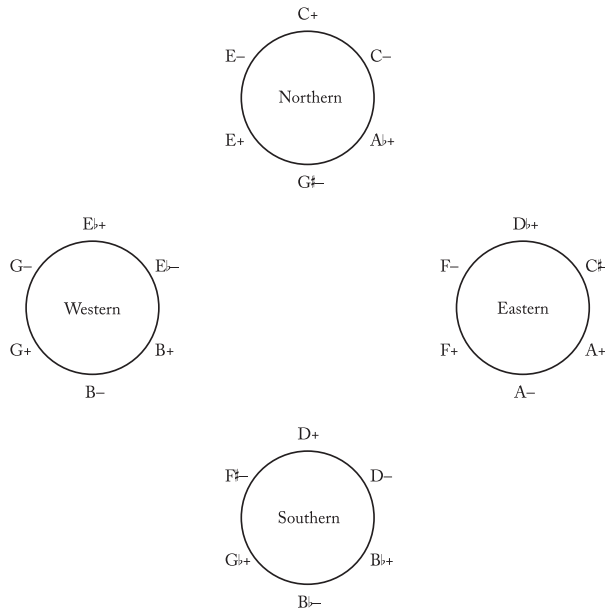 C+
E– C–
Northern
E+ A♭+
G♯–
E♭+ D♭+
G– E♭– F– C♯–
Western Eastern
G+ B+ F+ A+
B– A–
D+
F♯– D–
Southern
G♭+ B♭+
B♭–